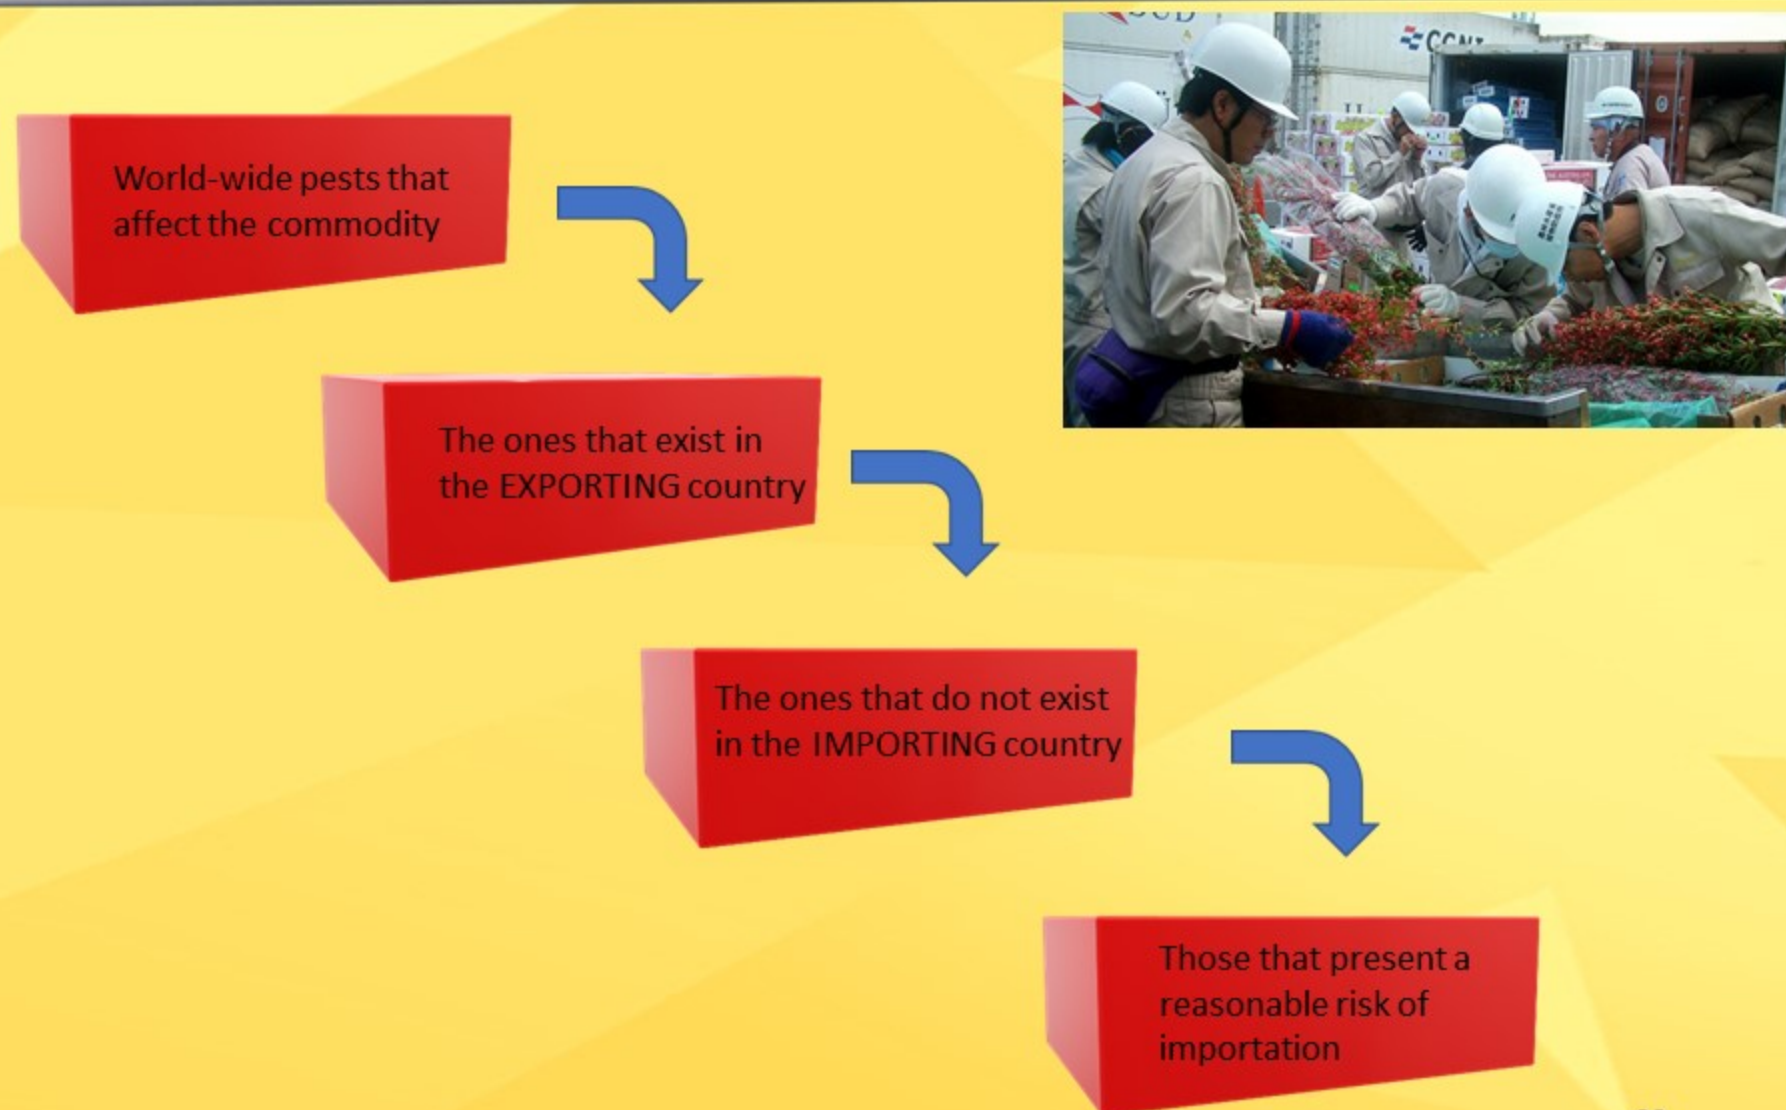 World-wide pests that
affect the commodity
The ones that exist in
the EXPORTING country
The ones that do not exist
in the IMPORTING country
Those that present a
reasonable risk of
importation